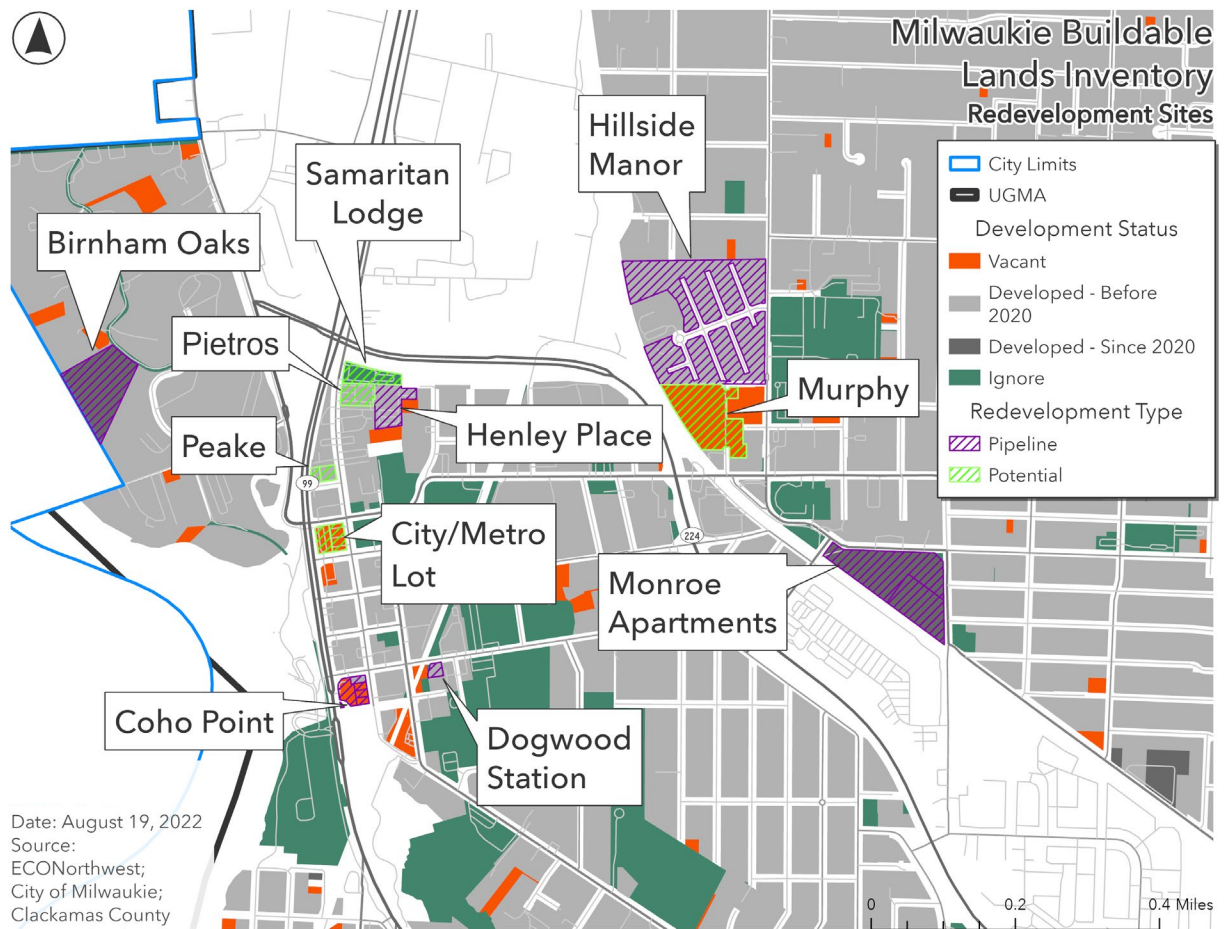 Milwaukie Buildable
Lands Inventory
Redevelopment Sites
City Limits
UGMA
Development Status
Vacant
Developed - Before
2020
Developed - Since 2020
Ignore
Redevelopment Type
Pipeline
Potential
Hillside
Manor
Samaritan
Lodge
Birnham Oaks
Pietros
Murphy
Henley Place
Peake
99
City/Metro
Lot
224
Monroe
Apartments
Coho Point
Dogwood
Station
Date: August 19, 2022
Source:
ECONorthwest;
City of Milwaukie;
Clackamas County
0 0.2 0.4 Miles